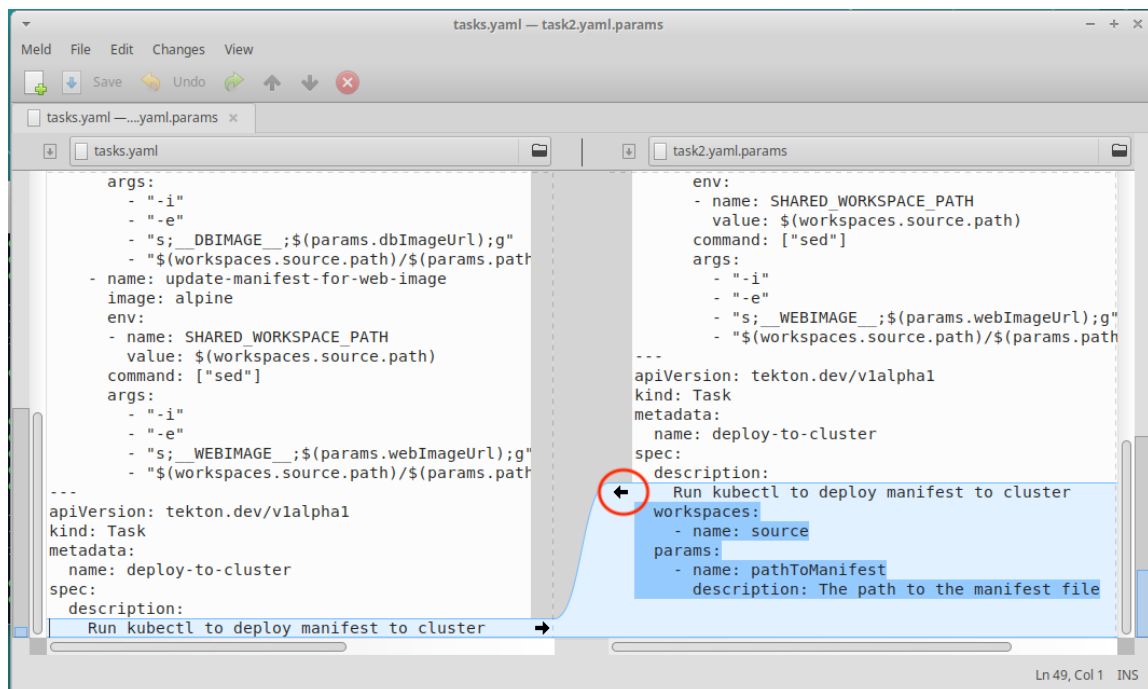 tasks.yaml — task2.yaml.params
Meld File Edit Changes View
Save Undo
tasks.yaml —....yaml.params
tasks.yaml
args:
- "-i"
- "-e"
- "s;__DBIMAGE__;$(params.dbImageUrl);g"
- "$(workspaces.source.path)/$(params.path
- name: update-manifest-for-web-image
image: alpine
env:
- name: SHARED_WORKSPACE_PATH
value: $(workspaces.source.path)
command: ["sed"]
args:
- "-i"
- "-e"
- "s;__WEBIMAGE__;$(params.webImageUrl);g"
- "$(workspaces.source.path)/$(params.path
---
apiVersion: tekton.dev/v1alpha1
kind: Task
metadata:
name: deploy-to-cluster
spec:
description:
Run kubectl to deploy manifest to cluster
task2.yaml.params
env:
- name: SHARED_WORKSPACE_PATH
value: $(workspaces.source.path)
command: ["sed"]
args:
- "-i"
- "-e"
- "s;__WEBIMAGE__;$(params.webImageUrl);g"
- "$(workspaces.source.path)/$(params.path
---
apiVersion: tekton.dev/v1alpha1
kind: Task
metadata:
name: deploy-to-cluster
spec:
description:
Run kubectl to deploy manifest to cluster
workspaces:
- name: source
params:
- name: pathToManifest
description: The path to the manifest file
Ln 49, Col 1 INS